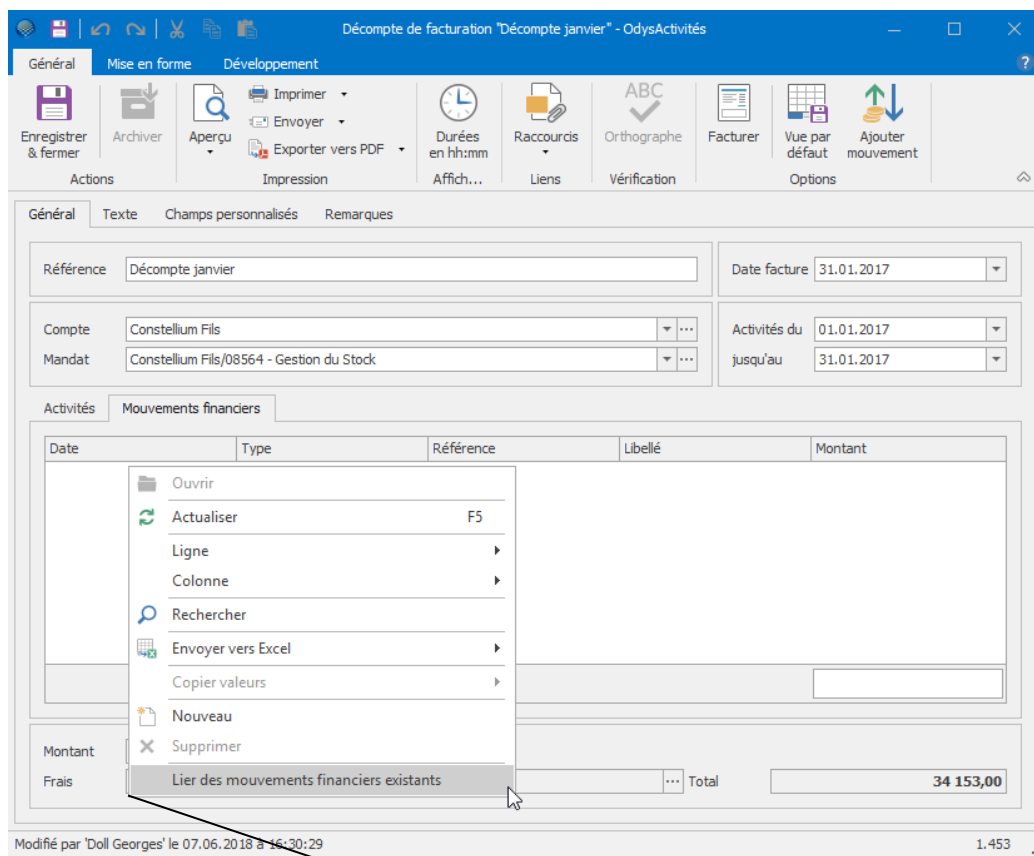 Décompte de facturation "Décompte janvier" - OdysActivités
Général Mise en forme Développement
?
Enregistrer & fermer
Archiver
Aperçu
Imprimer
Envoyer
Exporter vers PDF
Durées en hh:mm
Raccourcis
ABC
Orthographe
Facturer
Vue par défaut
Ajouter mouvement
Actions Impression Affich... Liens Vérification Options
Général Texte Champs personnalisés Remarques
Référence Décompte janvier Date facture 31.01.2017
Compte Constellium Fils ... Activités du 01.01.2017
Mandat Constellium Fils/08564 - Gestion du Stock ... jusqu'au 31.01.2017
Activités Mouvements financiers
Date Type Référence Libellé Montant
Ouvrir
Actualiser F5
Ligne
Colonne
Rechercher
Envoyer vers Excel
Copier valeurs
Nouveau
Supprimer
Lier des mouvements financiers existants
Montant
Frais ... Total 34 153,00
Modifié par 'Doll Georges' le 07.06.2018 à 16:30:29 1.453